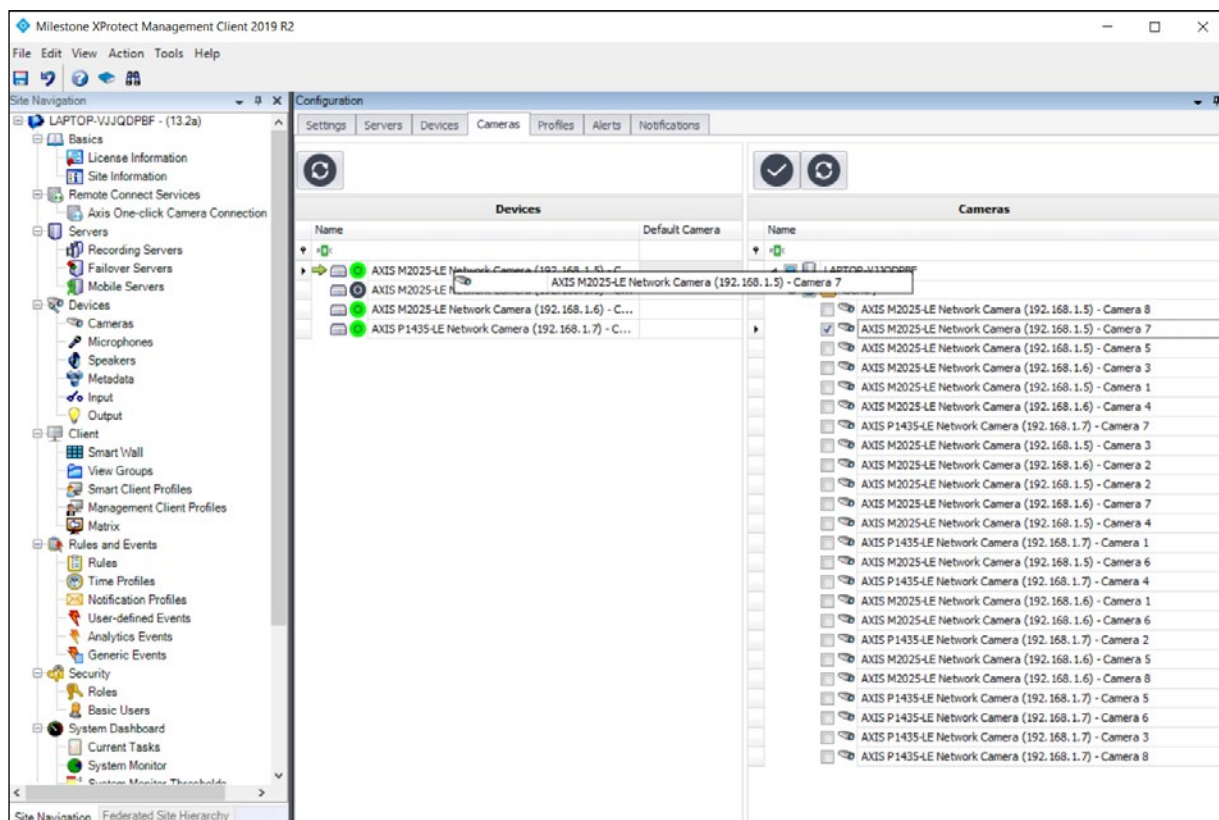 Milestone XProtect Management Client 2019 R2
File Edit View Action Tools Help
Site Navigation
LAPTOP-VJJQDPBF - (13.2a)
Basics
License Information
Site Information
Remote Connect Services
Axis One-click Camera Connection
Servers
Recording Servers
Failover Servers
Mobile Servers
Devices
Cameras
Microphones
Speakers
Metadata
Input
Output
Client
Smart Wall
View Groups
Smart Client Profiles
Management Client Profiles
Matrix
Rules and Events
Rules
Time Profiles
Notification Profiles
User-defined Events
Analytics Events
Generic Events
Security
Roles
Basic Users
System Dashboard
Current Tasks
System Monitor
System Monitor Thresholds
Site Navigation Federated Site Hierarchy
Configuration
Settings Servers Devices Cameras Profiles Alerts Notifications
Devices
Name Default Camera
AXIS M2025-LE Network Camera (192.168.1.5) - C...
AXIS M2025-LE N
AXIS M2025-LE Network Camera (192.168.1.5) - Camera 7
AXIS M2025-LE Network Camera (192.168.1.6) - C...
AXIS P1435-LE Network Camera (192.168.1.7) - C...
Cameras
Name
LAPTOP-VJJQDPBF
AXIS M2025-LE Network Camera (192.168.1.5) - Camera 8
AXIS M2025-LE Network Camera (192.168.1.5) - Camera 7
AXIS M2025-LE Network Camera (192.168.1.5) - Camera 5
AXIS M2025-LE Network Camera (192.168.1.6) - Camera 3
AXIS M2025-LE Network Camera (192.168.1.5) - Camera 1
AXIS M2025-LE Network Camera (192.168.1.6) - Camera 4
AXIS P1435-LE Network Camera (192.168.1.7) - Camera 7
AXIS M2025-LE Network Camera (192.168.1.5) - Camera 3
AXIS M2025-LE Network Camera (192.168.1.6) - Camera 2
AXIS M2025-LE Network Camera (192.168.1.5) - Camera 2
AXIS M2025-LE Network Camera (192.168.1.6) - Camera 7
AXIS M2025-LE Network Camera (192.168.1.5) - Camera 4
AXIS P1435-LE Network Camera (192.168.1.7) - Camera 1
AXIS M2025-LE Network Camera (192.168.1.5) - Camera 6
AXIS P1435-LE Network Camera (192.168.1.7) - Camera 4
AXIS M2025-LE Network Camera (192.168.1.6) - Camera 1
AXIS M2025-LE Network Camera (192.168.1.6) - Camera 6
AXIS P1435-LE Network Camera (192.168.1.7) - Camera 2
AXIS M2025-LE Network Camera (192.168.1.6) - Camera 5
AXIS M2025-LE Network Camera (192.168.1.6) - Camera 8
AXIS P1435-LE Network Camera (192.168.1.7) - Camera 5
AXIS P1435-LE Network Camera (192.168.1.7) - Camera 6
AXIS P1435-LE Network Camera (192.168.1.7) - Camera 3
AXIS P1435-LE Network Camera (192.168.1.7) - Camera 8